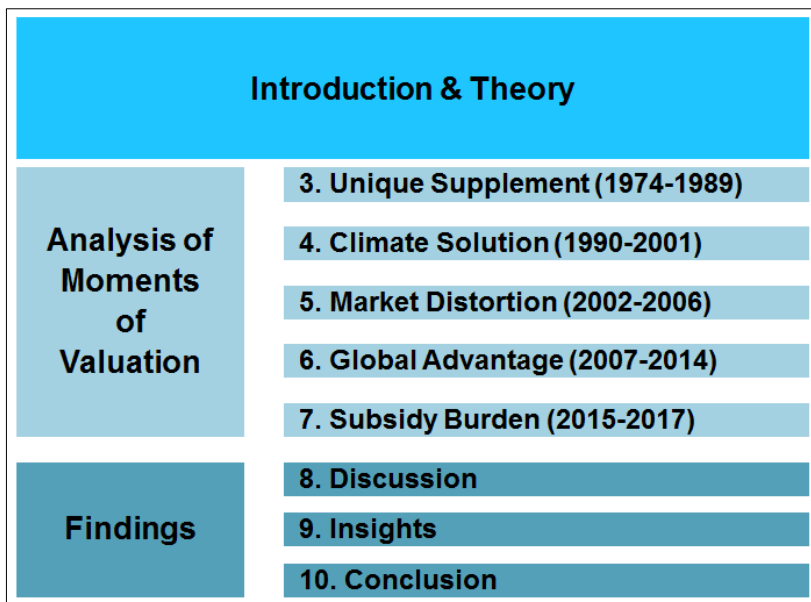 Introduction & Theory
Analysis of
Moments
of
Valuation
3. Unique Supplement (1974-1989)
4. Climate Solution (1990-2001)
5. Market Distortion (2002-2006)
6. Global Advantage (2007-2014)
7. Subsidy Burden (2015-2017)
Findings
8. Discussion
9. Insights
10. Conclusion